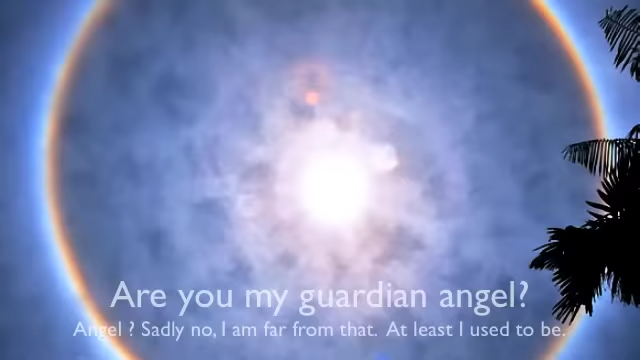 Are you my guardian angel?
Angel ? Sadly no, I am far from that. At least I used to be.